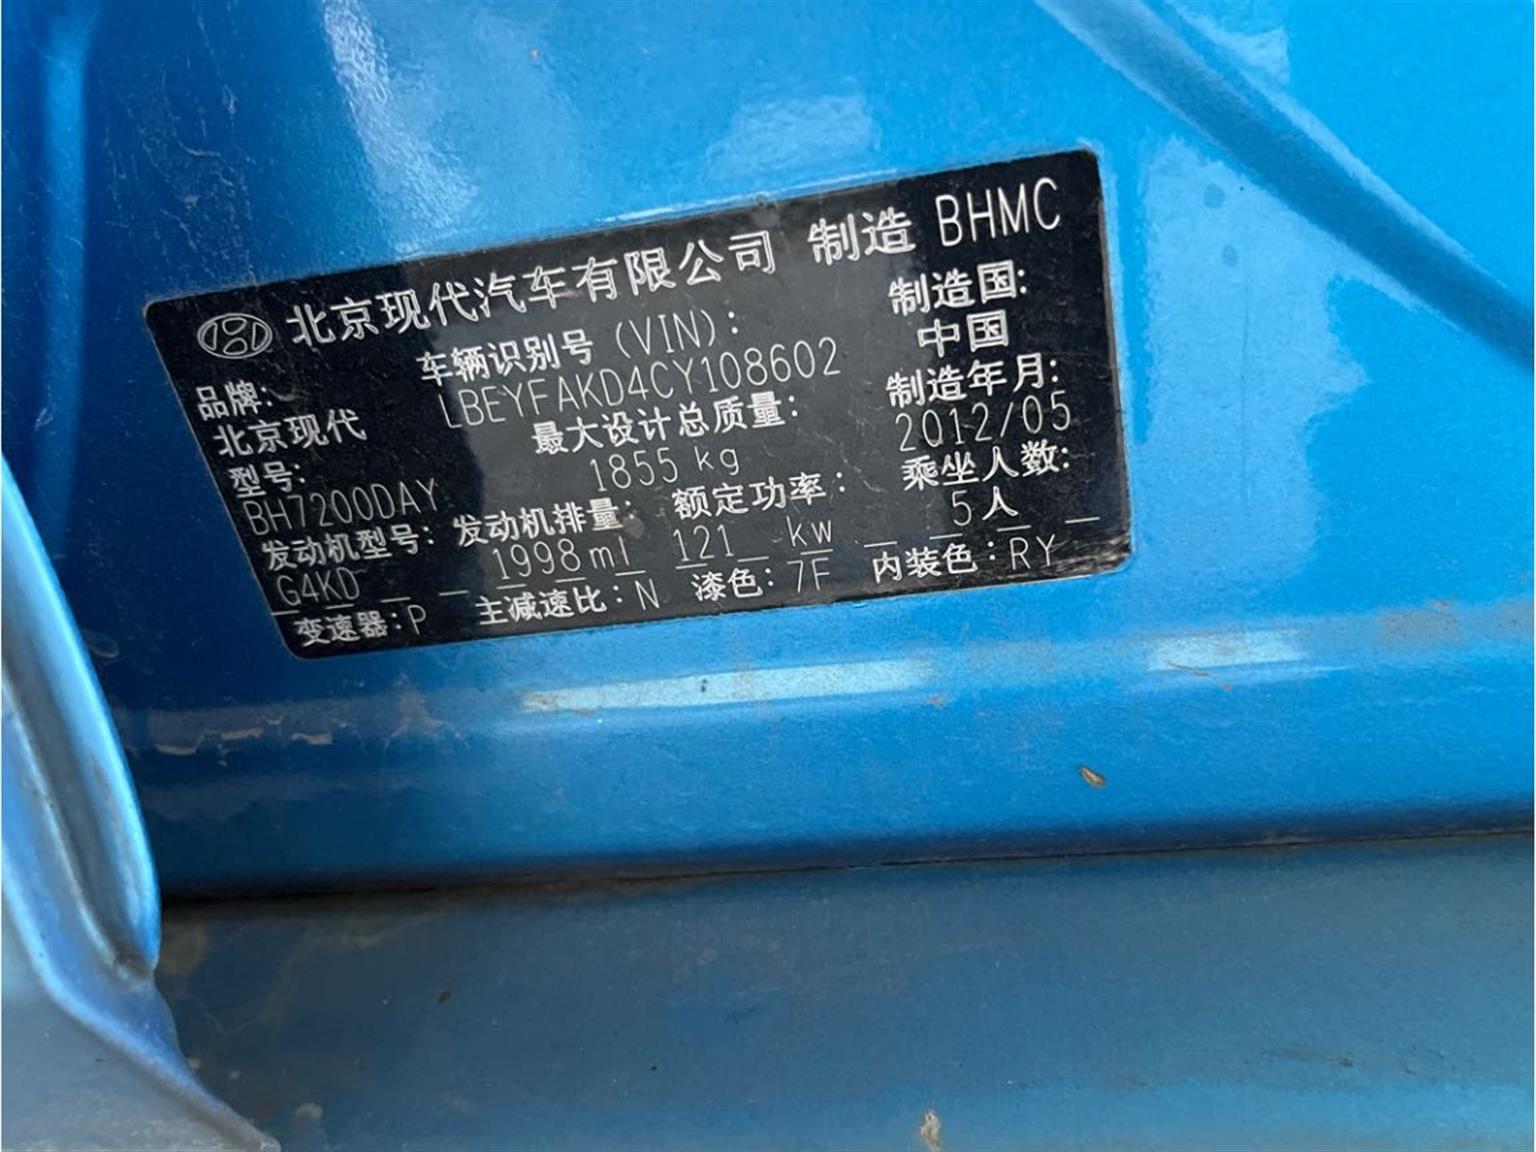 北京现代汽车有限公司 制造 BHMC
品牌: 车辆识别号 (VIN): 制造国:
北京现代 LBEYFAKD4CY108602 中国
型号: 最大设计总质量: 制造年月:
BH7200DAY 1855 kg 2012/05
发动机型号: 发动机排量: 额定功率: 乘坐人数:
G4KD 1998 ml 121 kw 5人
变速器: P 主减速比: N 漆色: 7F 内装色: RY